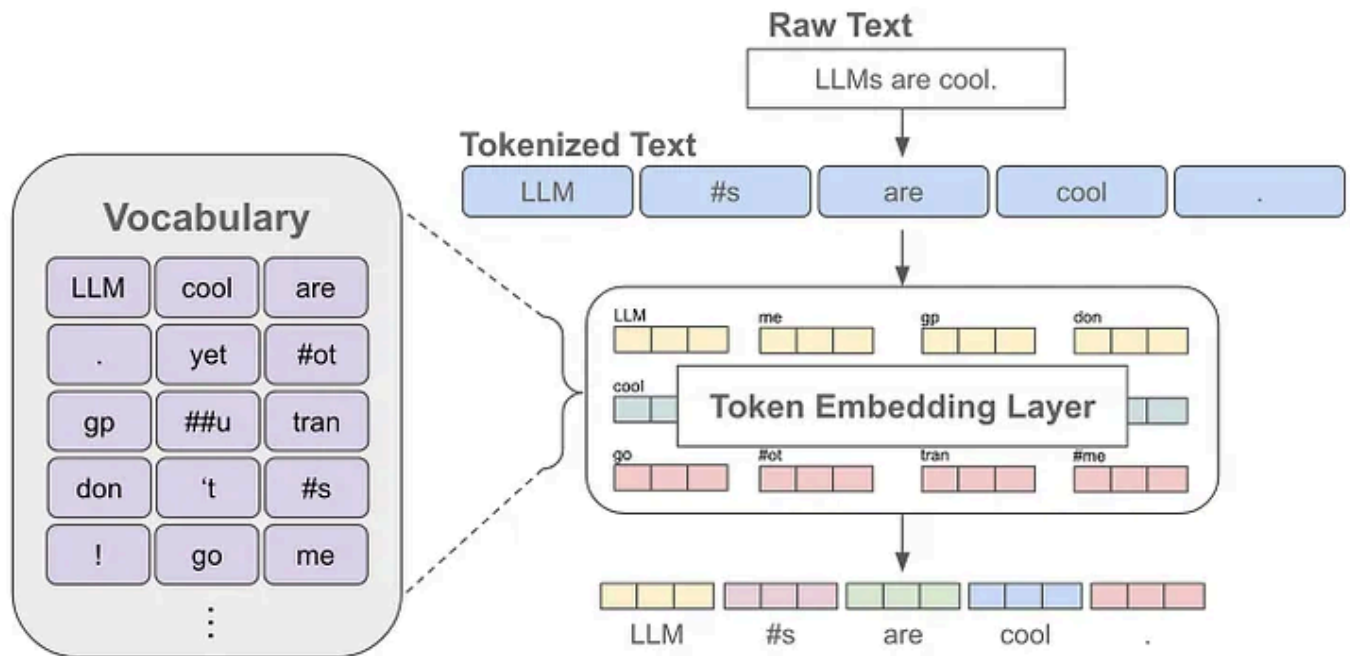 Raw Text
LLMs are cool.
Tokenized Text
LLM #s are cool .
Vocabulary
LLM cool are
. yet #ot
gp ##u tran
don ‘t #s
! go me
⋮
LLM me gp don
cool
Token Embedding Layer
go #ot tran #me
LLM #s are cool .